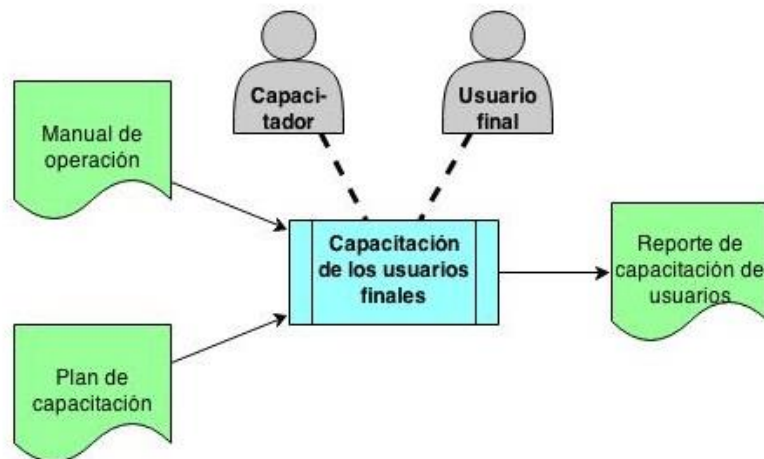 Capaci-
tador
Usuario
final
Manual de
operación
Capacitación
de los usuarios
finales
Reporte de
capacitación de
usuarios
Plan de
capacitación